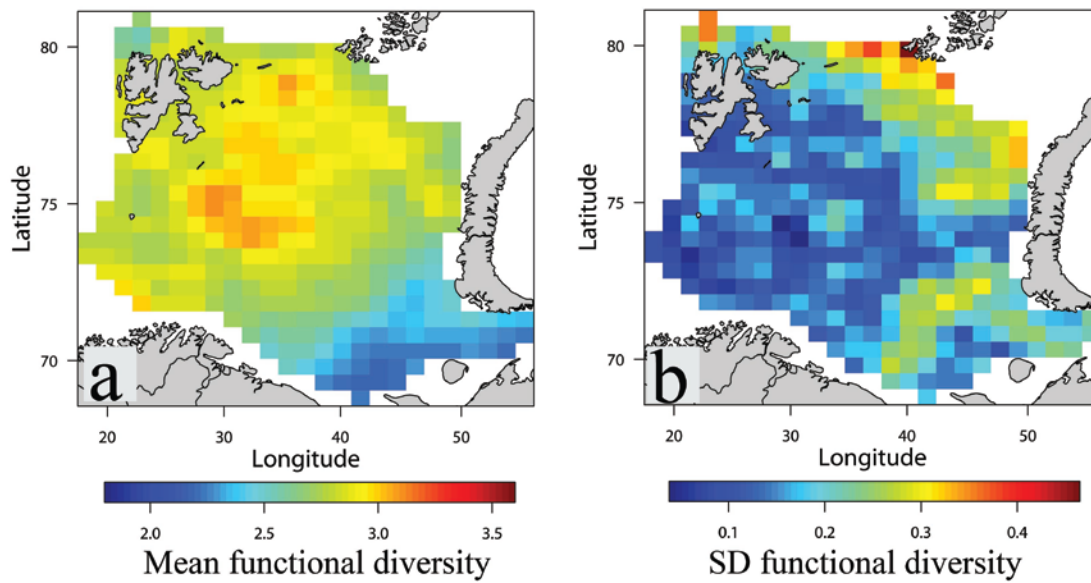 80
75
70
Latitude
a
20 30 40 50
Longitude
2.0 2.5 3.0 3.5
Mean functional diversity
80
75
70
Latitude
b
20 30 40 50
Longitude
0.1 0.2 0.3 0.4
SD functional diversity